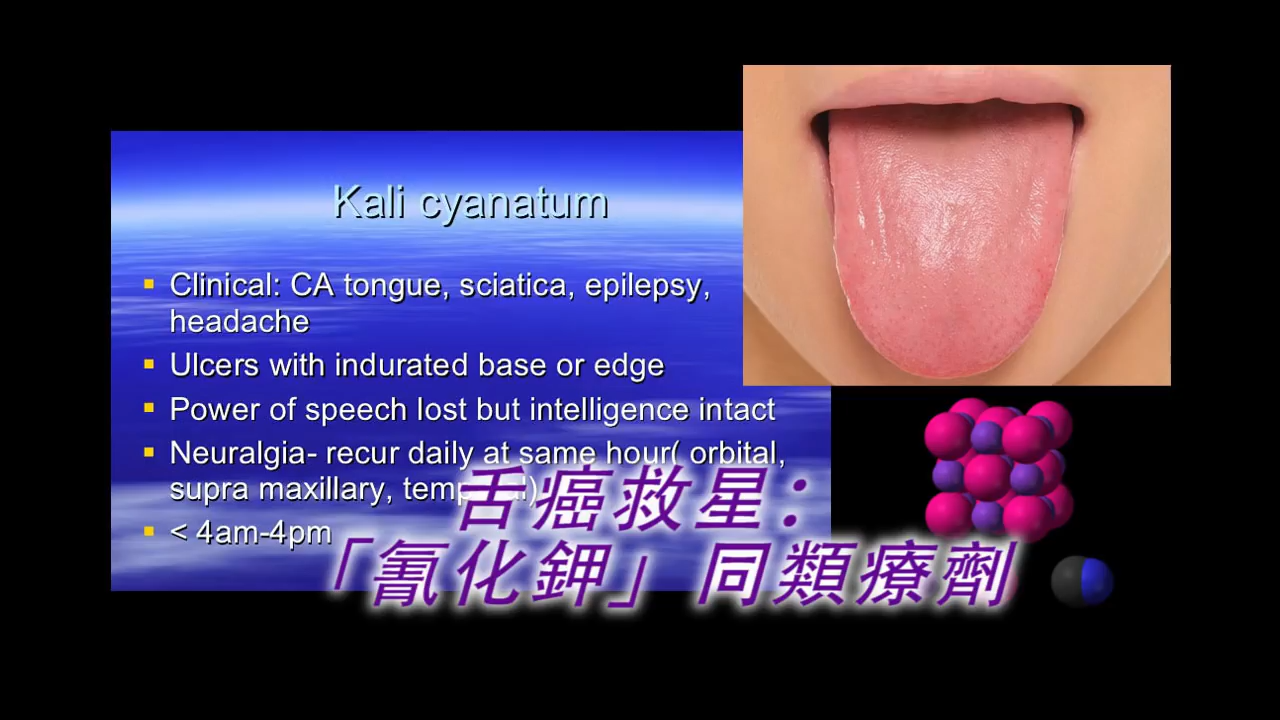 Kali cyanatum
Clinical: CA tongue, sciatica, epilepsy,
headache
Ulcers with indurated base or edge
Power of speech lost but intelligence intact
Neuralgia- recur daily at same hour( orbital,
supra maxillary,
< 4am-4pm
舌癌救星：
「氰化鉀」同類療劑